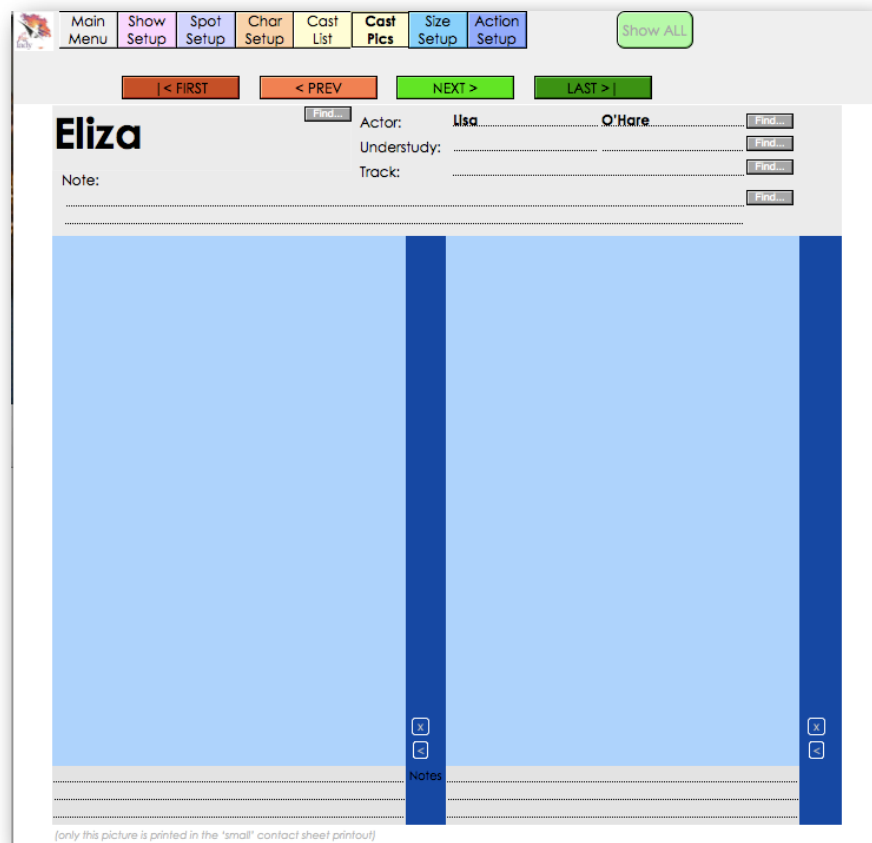 Main Menu Show Setup Spot Setup Char Setup Cast List Cast Pics Size Setup Action Setup Show ALL
|< FIRST < PREV NEXT > LAST >|
Eliza Find... Actor: Lisa O'Hare Find...
Understudy: Find...
Track: Find...
Note:
Find...
x x
< <
Notes
(only this picture is printed in the 'small' contact sheet printout)